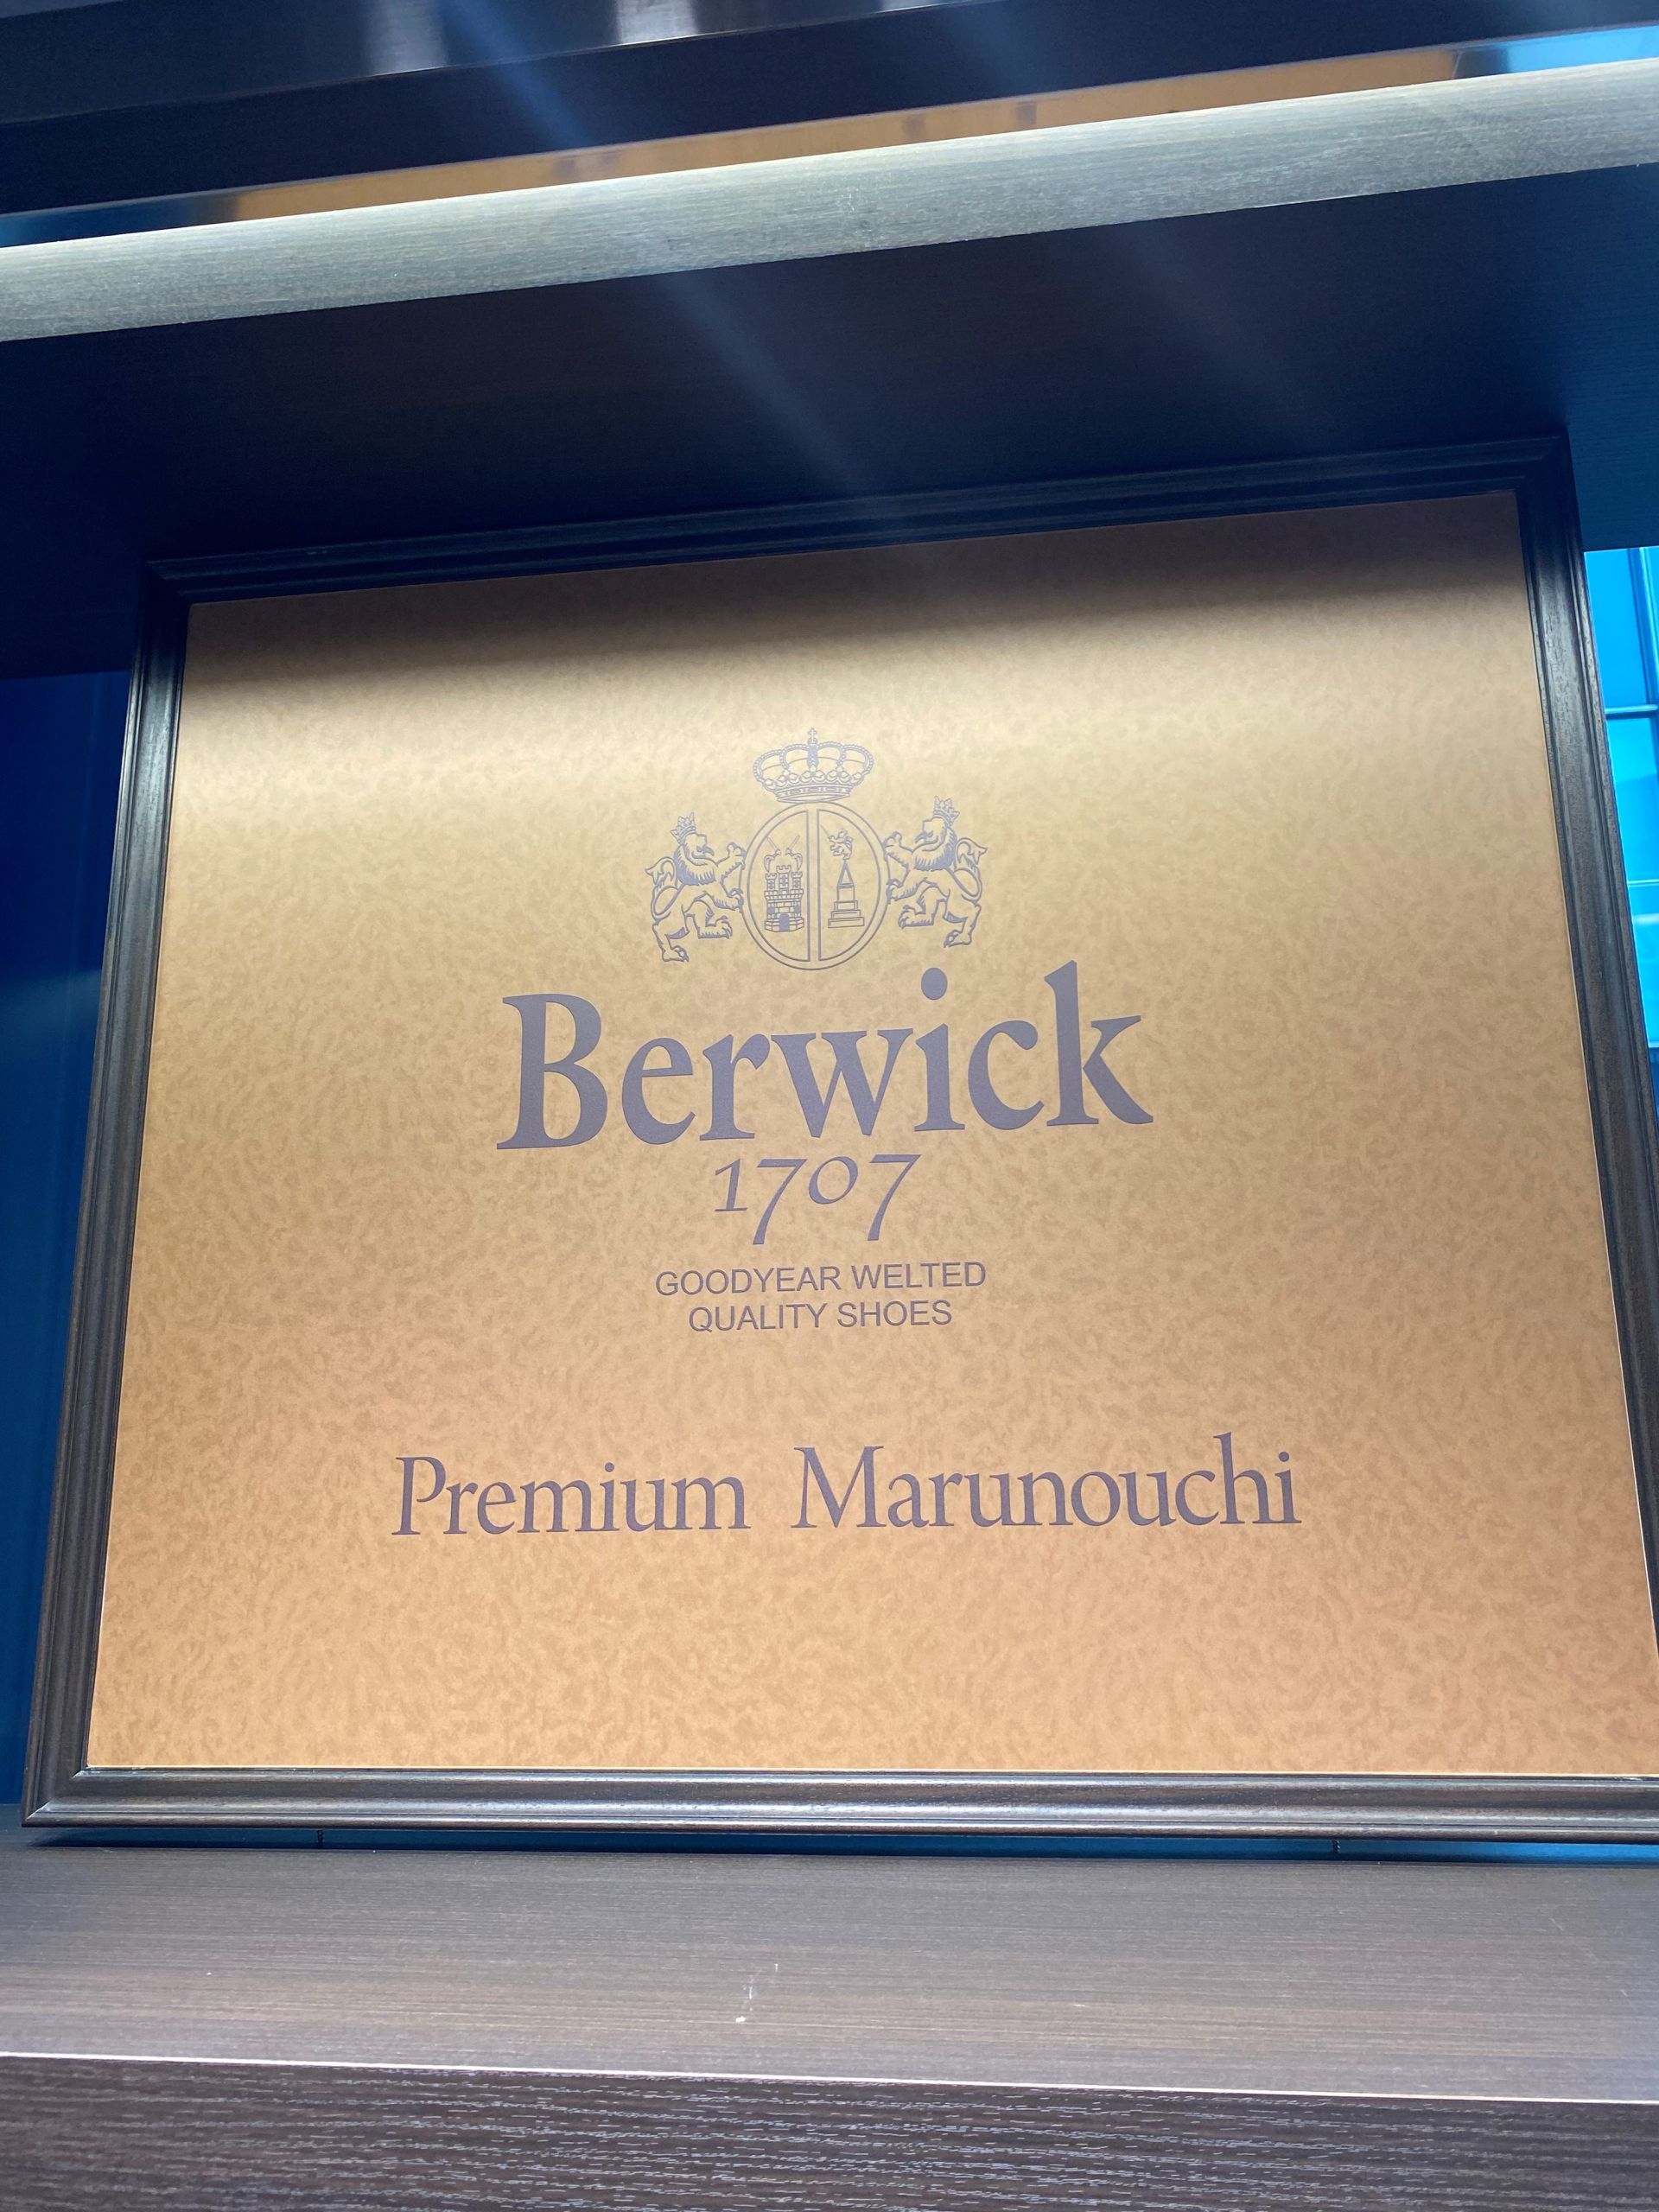 Berwick
1707
GOODYEAR WELTED
QUALITY SHOES
Premium Marunouchi